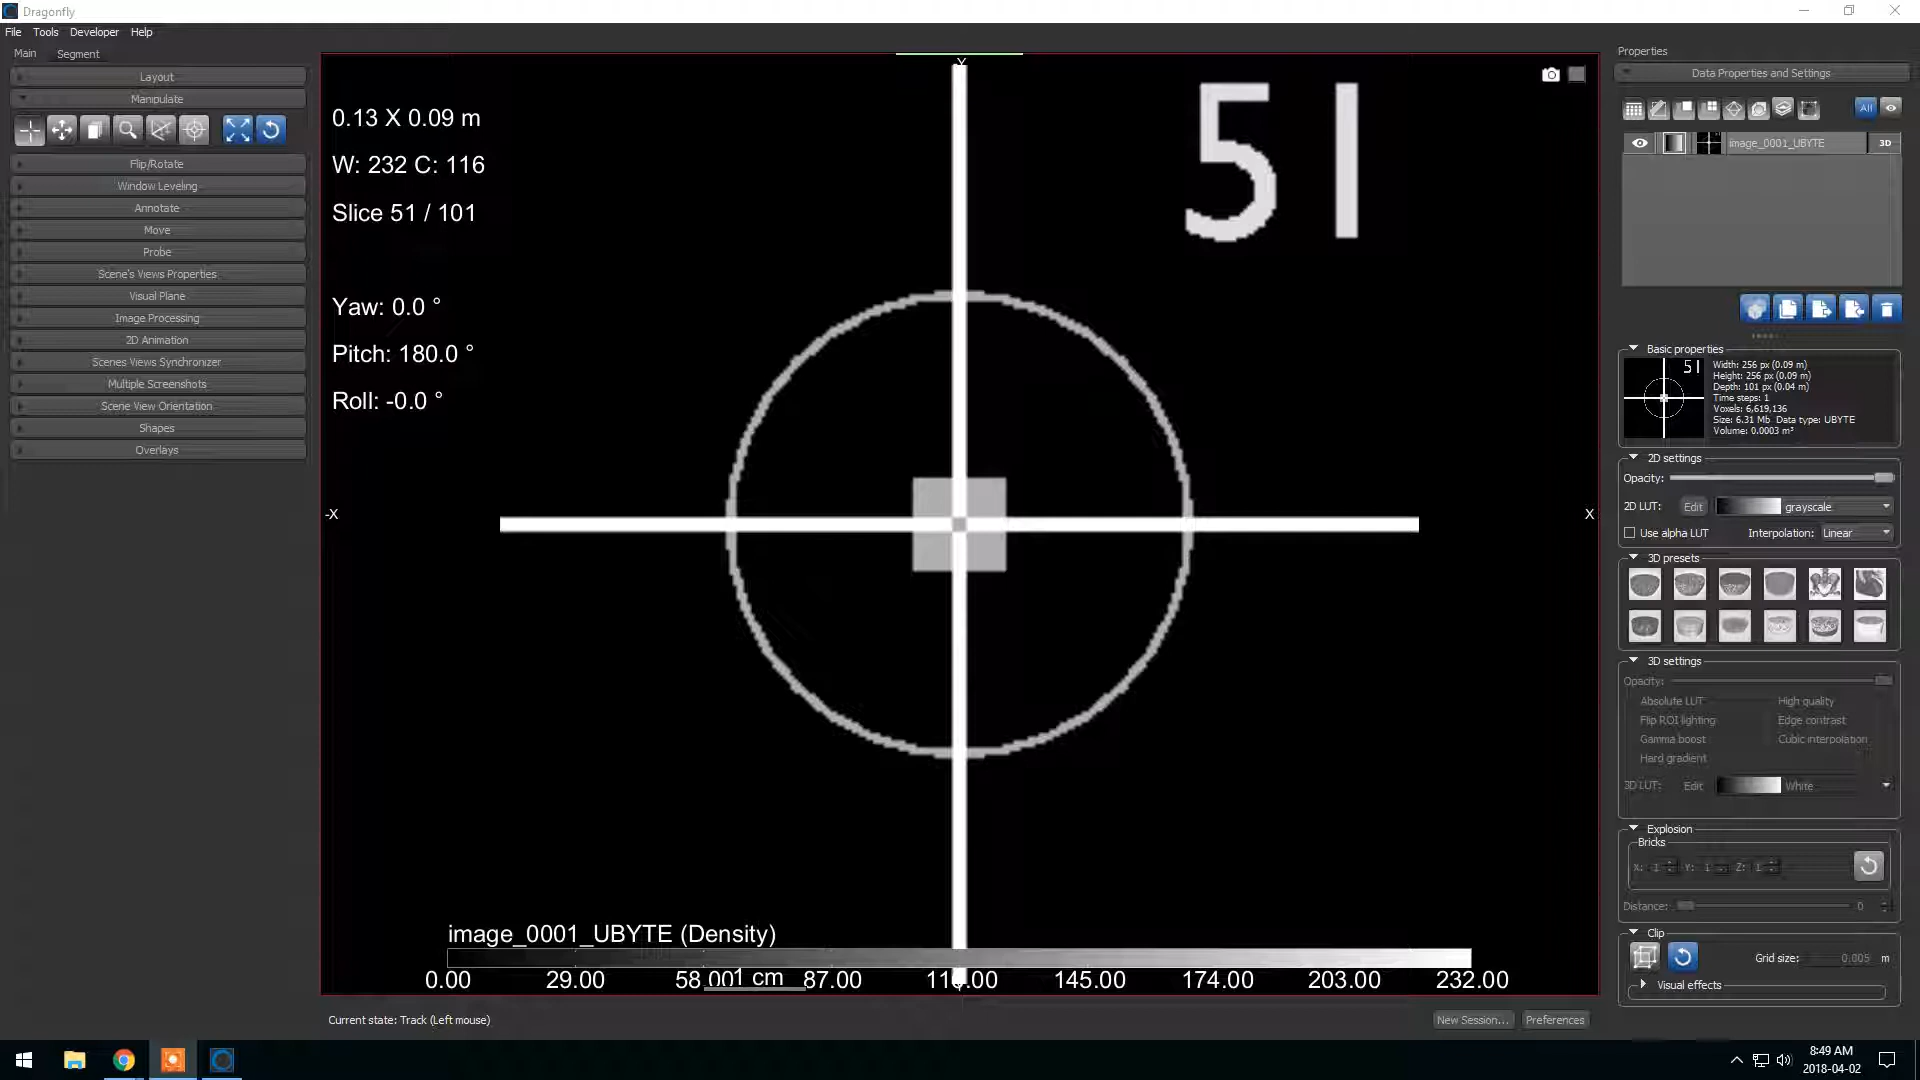 Dragonfly
File Tools Developer Help
Main Segment
Layout
Manipulate
Flip/Rotate
Window Leveling
Annotate
Move
Probe
Scene's Views Properties
Visual Plane
Image Processing
2D Animation
Scenes Views Synchronizer
Multiple Screenshots
Scene View Orientation
Shapes
Overlays
0.13 X 0.09 m
W: 232 C: 116
Slice 51 / 101
Yaw: 0.0 °
Pitch: 180.0 °
Roll: -0.0 °
Y
51
-X
X
image_0001_UBYTE (Density)
0.00 29.00 58.00 1 cm 87.00 116.00 145.00 174.00 203.00 232.00
Current state: Track (Left mouse)
New Session... Preferences
Properties
Data Properties and Settings
All
image_0001_UBYTE 3D
Basic properties
51
Width: 256 px (0.09 m)
Height: 256 px (0.09 m)
Depth: 101 px (0.04 m)
Time steps: 1
Voxels: 6,619,136
Size: 6.31 Mb Data type: UBYTE
Volume: 0.0003 m³
2D settings
Opacity:
2D LUT: Edit grayscale
Use alpha LUT Interpolation: Linear
3D presets
3D settings
Opacity:
Absolute LUT High quality
Flip ROI lighting Edge contrast
Gamma boost Cubic interpolation
Hard gradient
3D LUT: Edit White
Explosion
Bricks
X: 1 Y: 1 Z: 1
Distance: 0
Clip
Grid size: 0.005 m
Visual effects
8:49 AM
2018-04-02